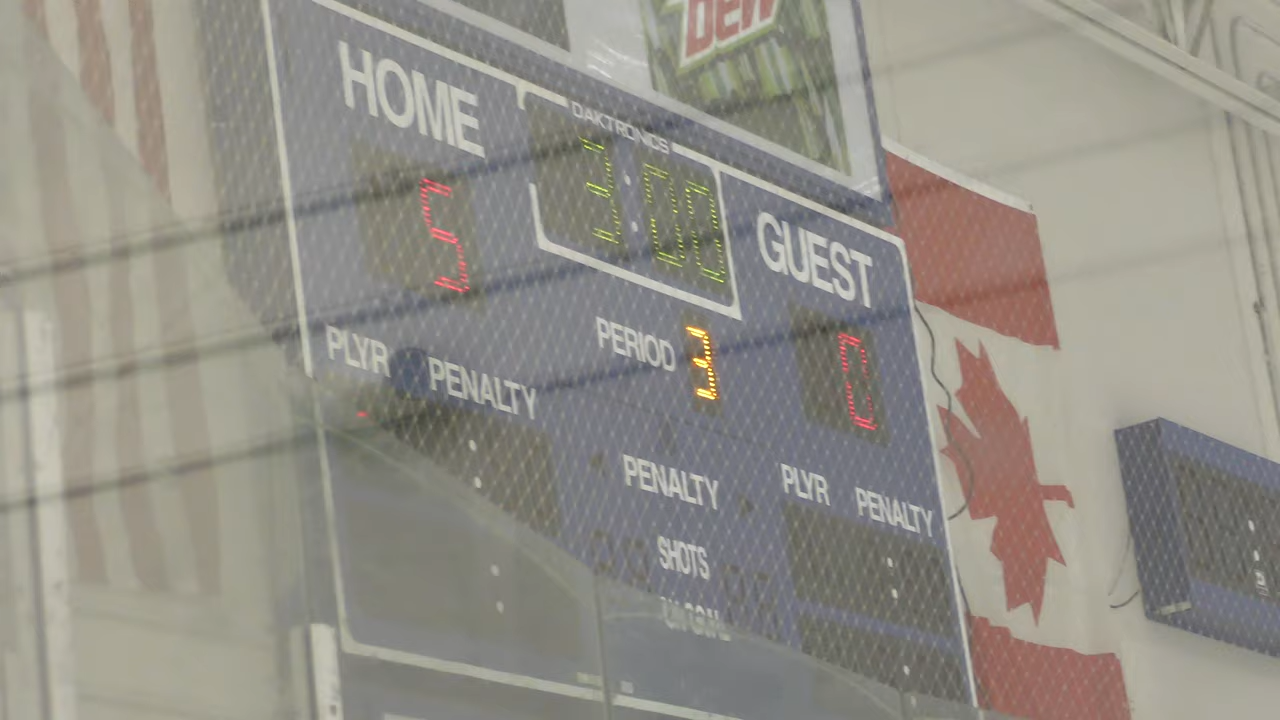 DEW
HOME
DAKTRONICS
3:00
5
GUEST
PERIOD 3
0
PLYR PENALTY
PENALTY
PLYR PENALTY
SHOTS